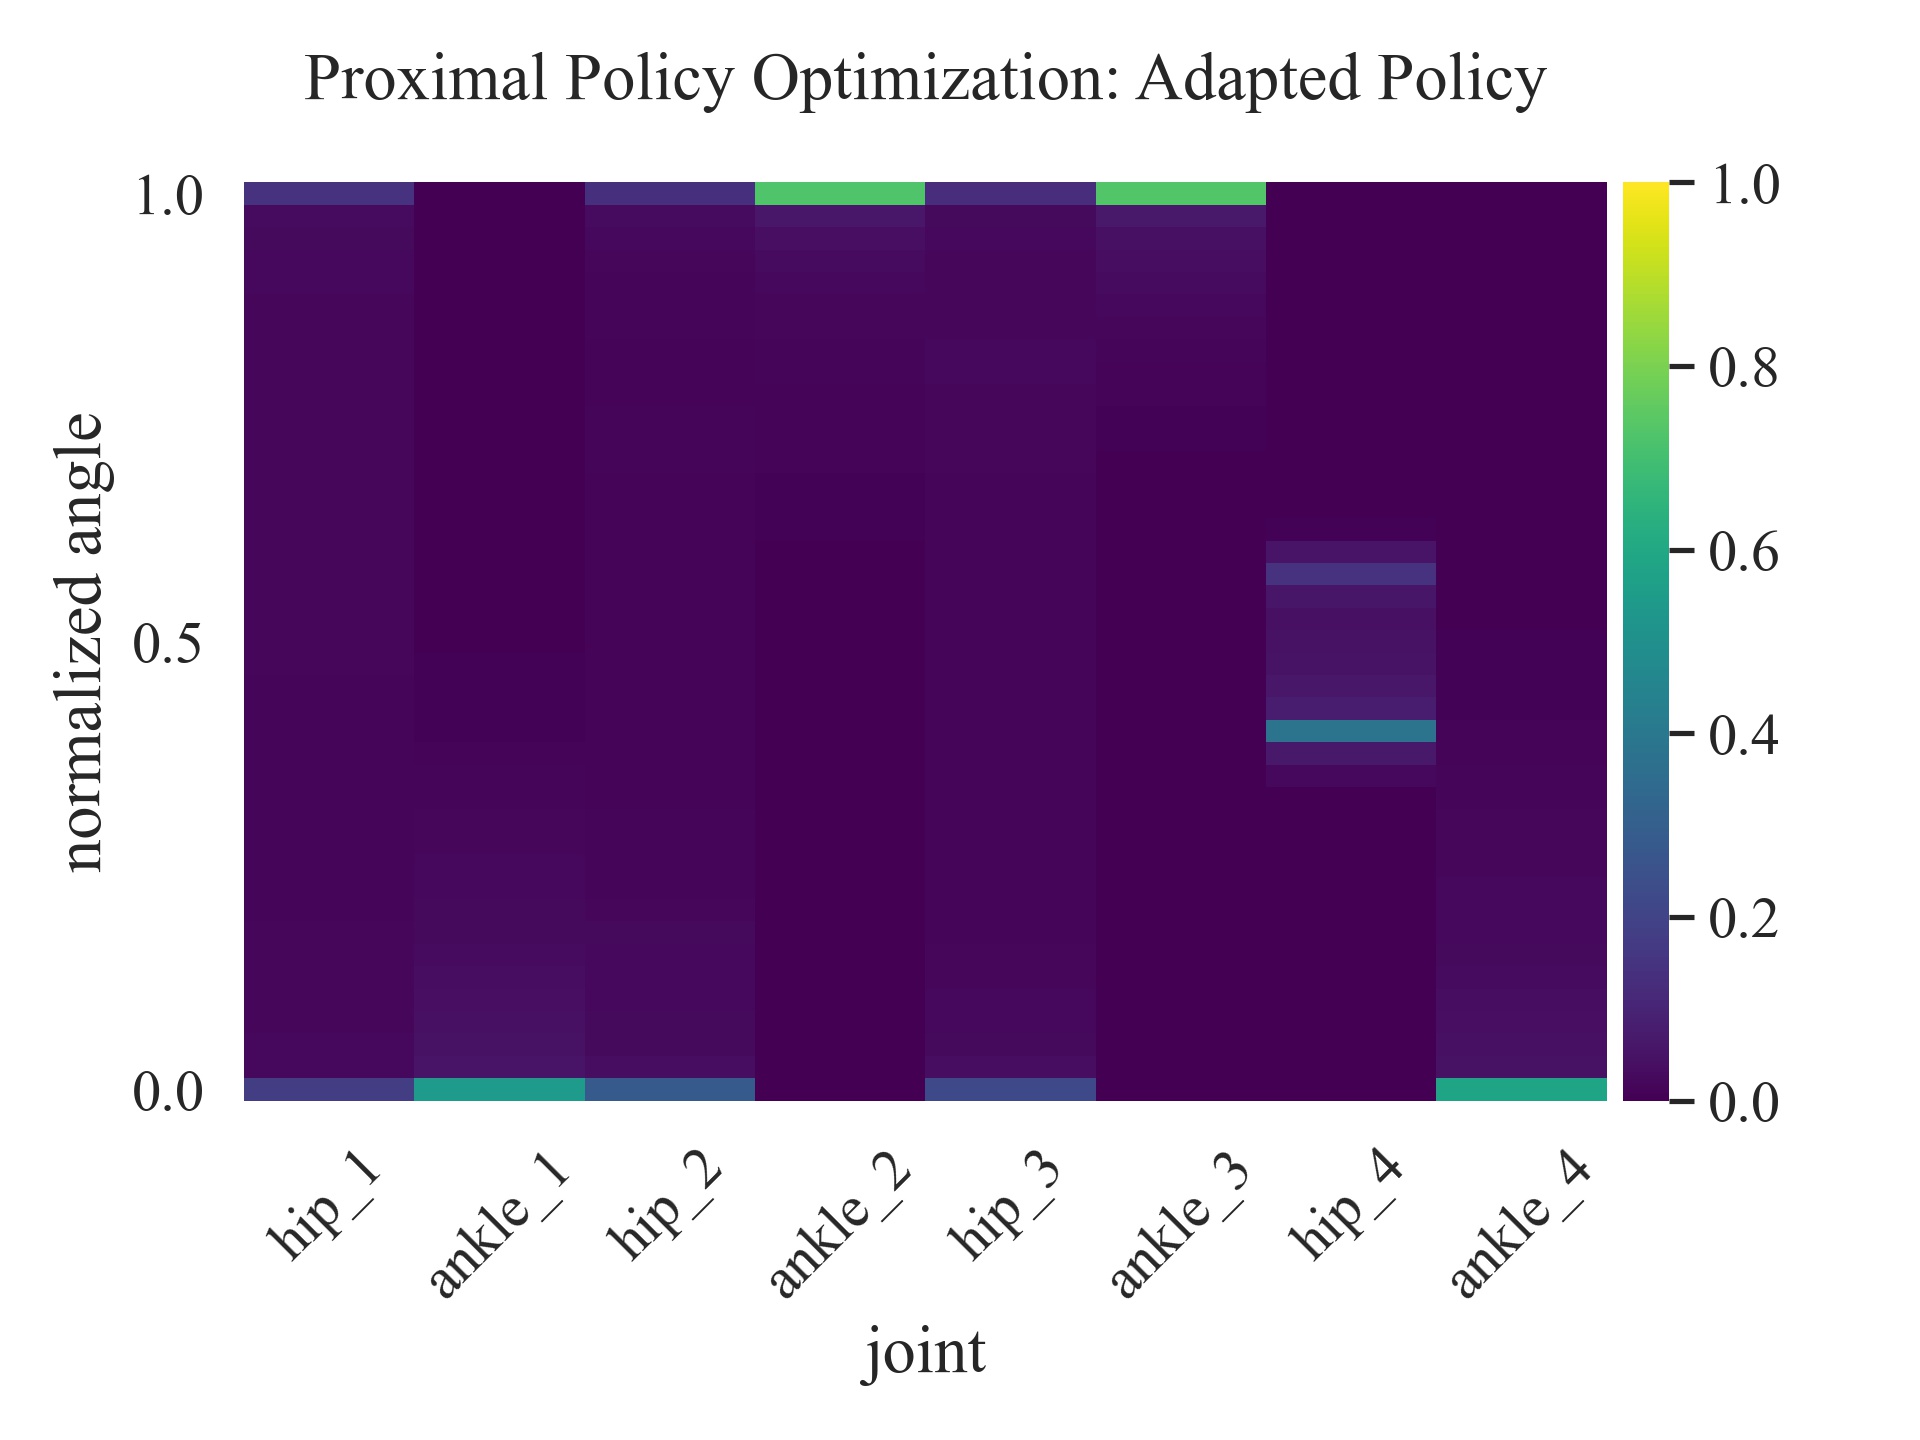 Proximal Policy Optimization: Adapted Policy
normalized angle
1.0
0.5
0.0
1.0
0.8
0.6
0.4
0.2
0.0
hip_1
ankle_1
hip_2
ankle_2
hip_3
ankle_3
hip_4
ankle_4
joint